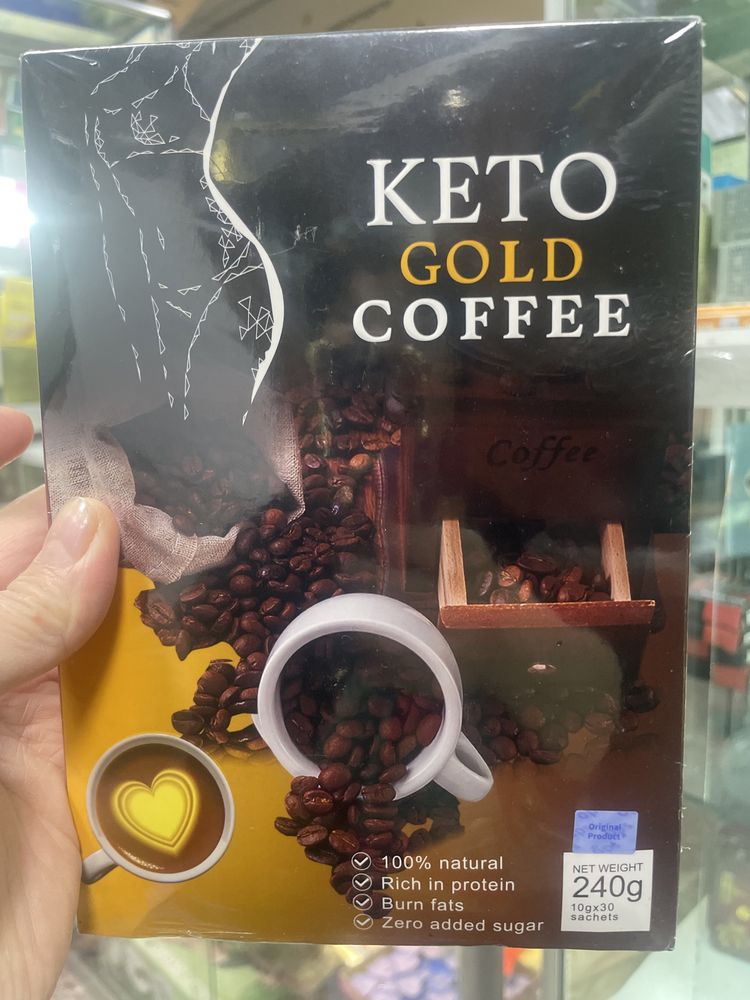 KETO
GOLD
COFFEE
Coffee
100% natural
Rich in protein
Burn fats
Zero added sugar
Original
Product
NET WEIGHT
240g
10gx30
sachets